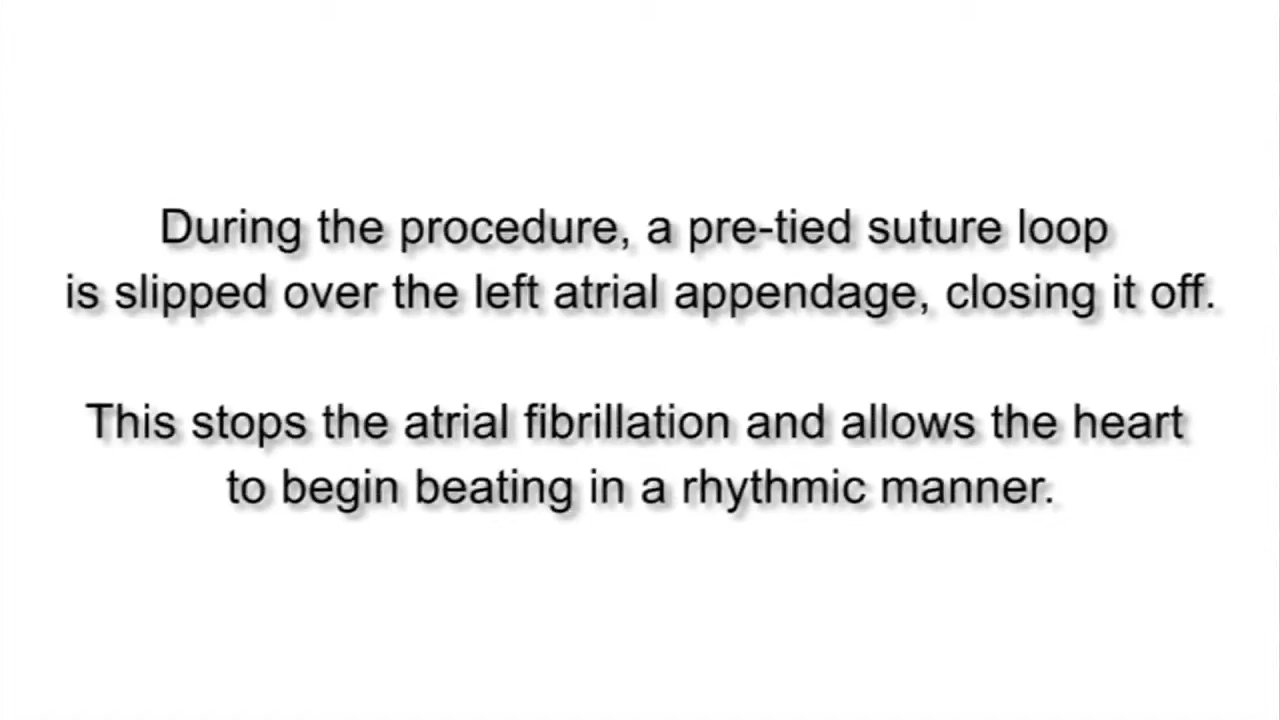 During the procedure, a pre-tied suture loop
is slipped over the left atrial appendage, closing it off.
This stops the atrial fibrillation and allows the heart
to begin beating in a rhythmic manner.